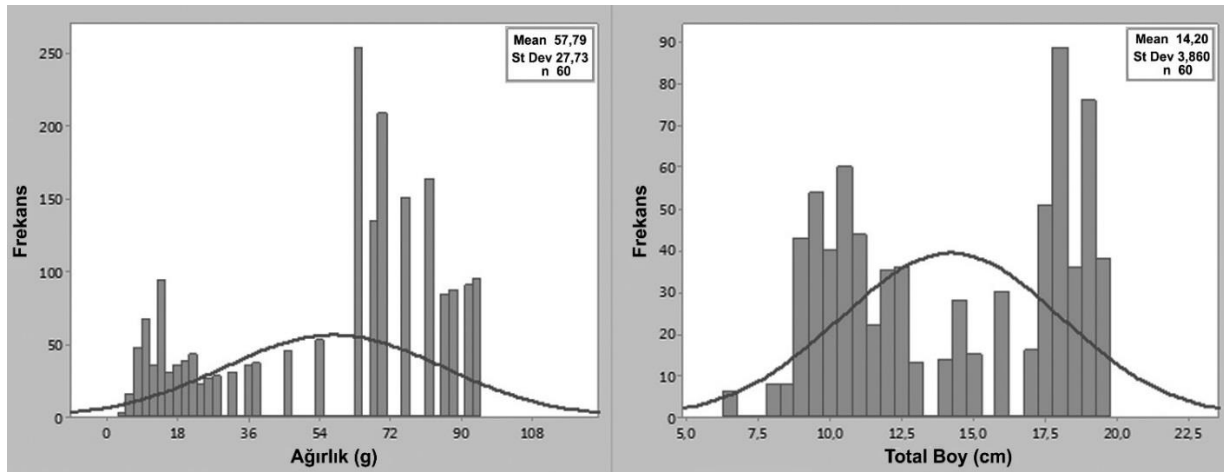 Mean 57,79
St Dev 27,73
n 60
Frekans
250
200
150
100
50
0
0 18 36 54 72 90 108
Ağırlık (g)
Mean 14,20
St Dev 3,860
n 60
Frekans
90
80
70
60
50
40
30
20
10
0
5,0 7,5 10,0 12,5 15,0 17,5 20,0 22,5
Total Boy (cm)